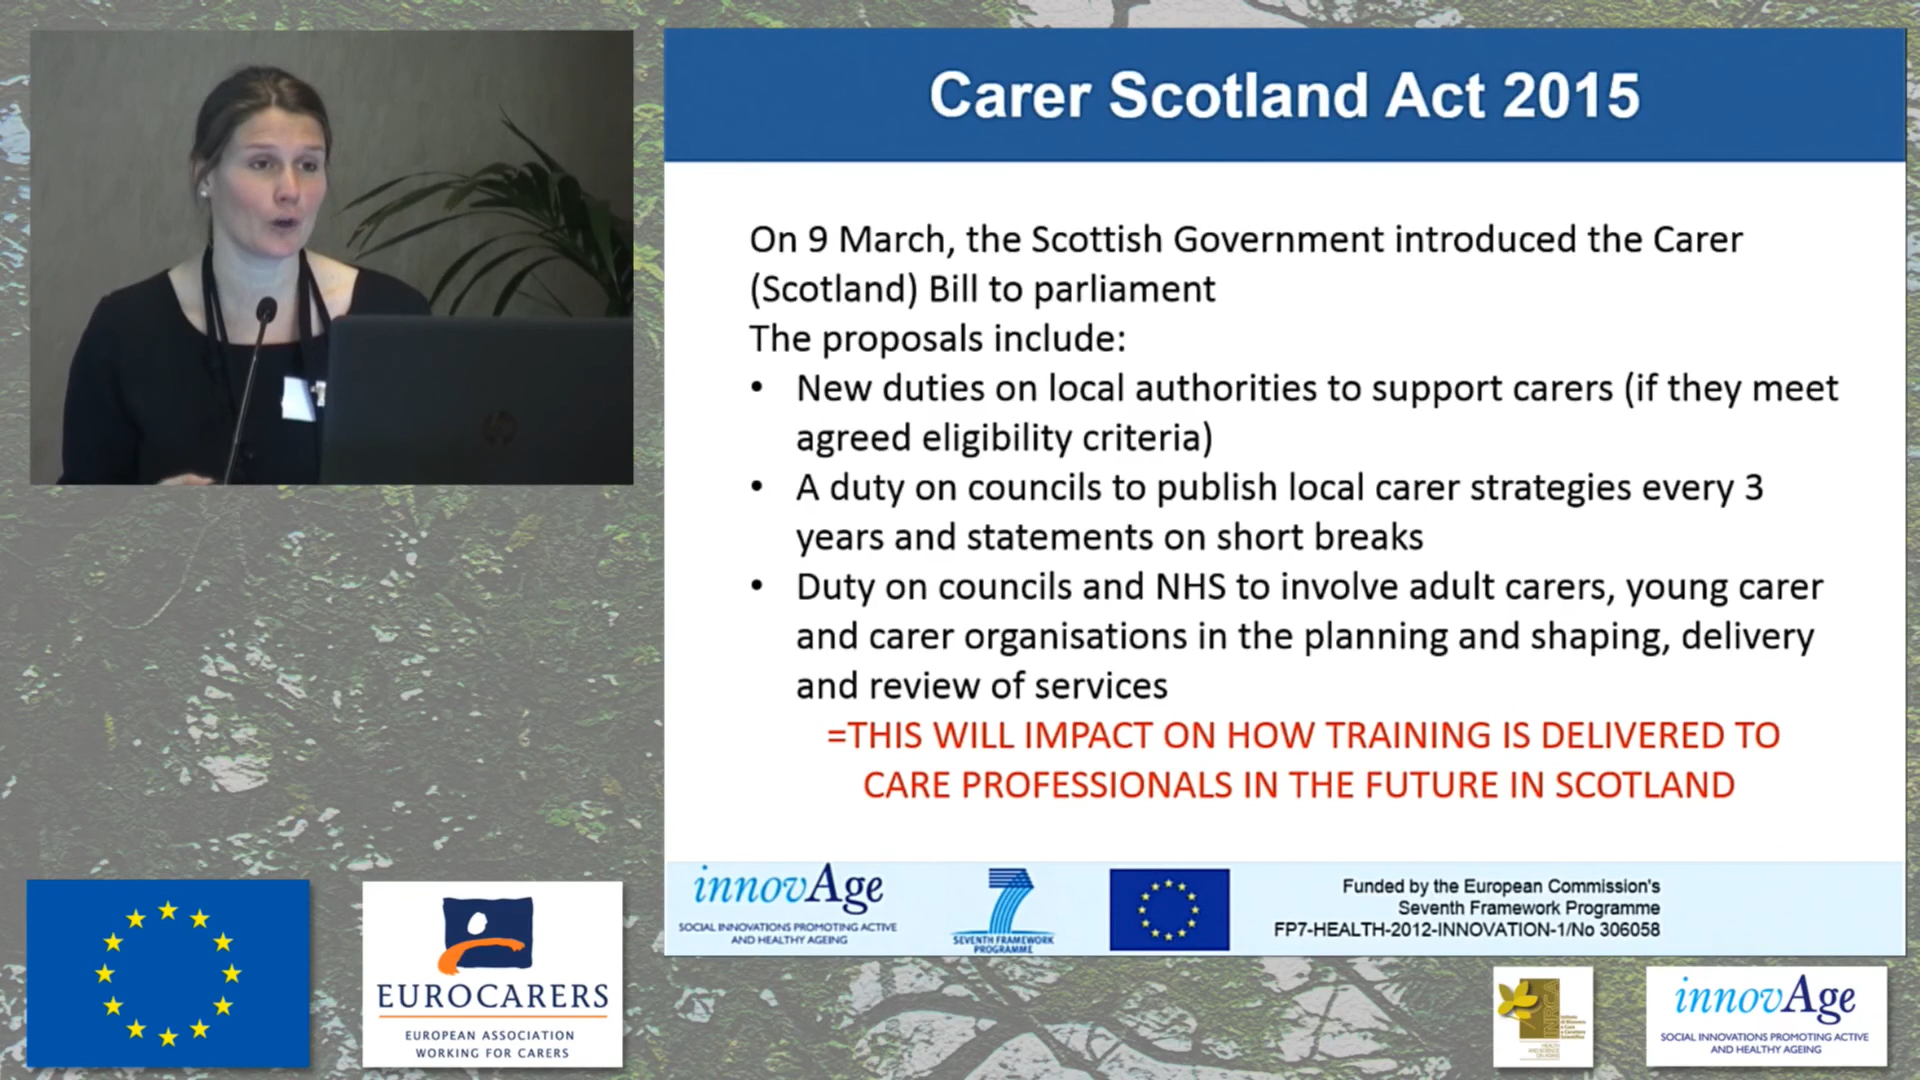 Carer Scotland Act 2015
On 9 March, the Scottish Government introduced the Carer
(Scotland) Bill to parliament
The proposals include:
• New duties on local authorities to support carers (if they meet
agreed eligibility criteria)
• A duty on councils to publish local carer strategies every 3
years and statements on short breaks
• Duty on councils and NHS to involve adult carers, young carer
and carer organisations in the planning and shaping, delivery
and review of services
=THIS WILL IMPACT ON HOW TRAINING IS DELIVERED TO
CARE PROFESSIONALS IN THE FUTURE IN SCOTLAND
innovAge
SOCIAL INNOVATIONS PROMOTING ACTIVE
AND HEALTHY AGEING
7
SEVENTH FRAMEWORK
PROGRAMME
Funded by the European Commission's
Seventh Framework Programme
FP7-HEALTH-2012-INNOVATION-1/No 306058
EUROCARERS
EUROPEAN ASSOCIATION
WORKING FOR CARERS
INRCA
innovAge
SOCIAL INNOVATIONS PROMOTING ACTIVE
AND HEALTHY AGEING